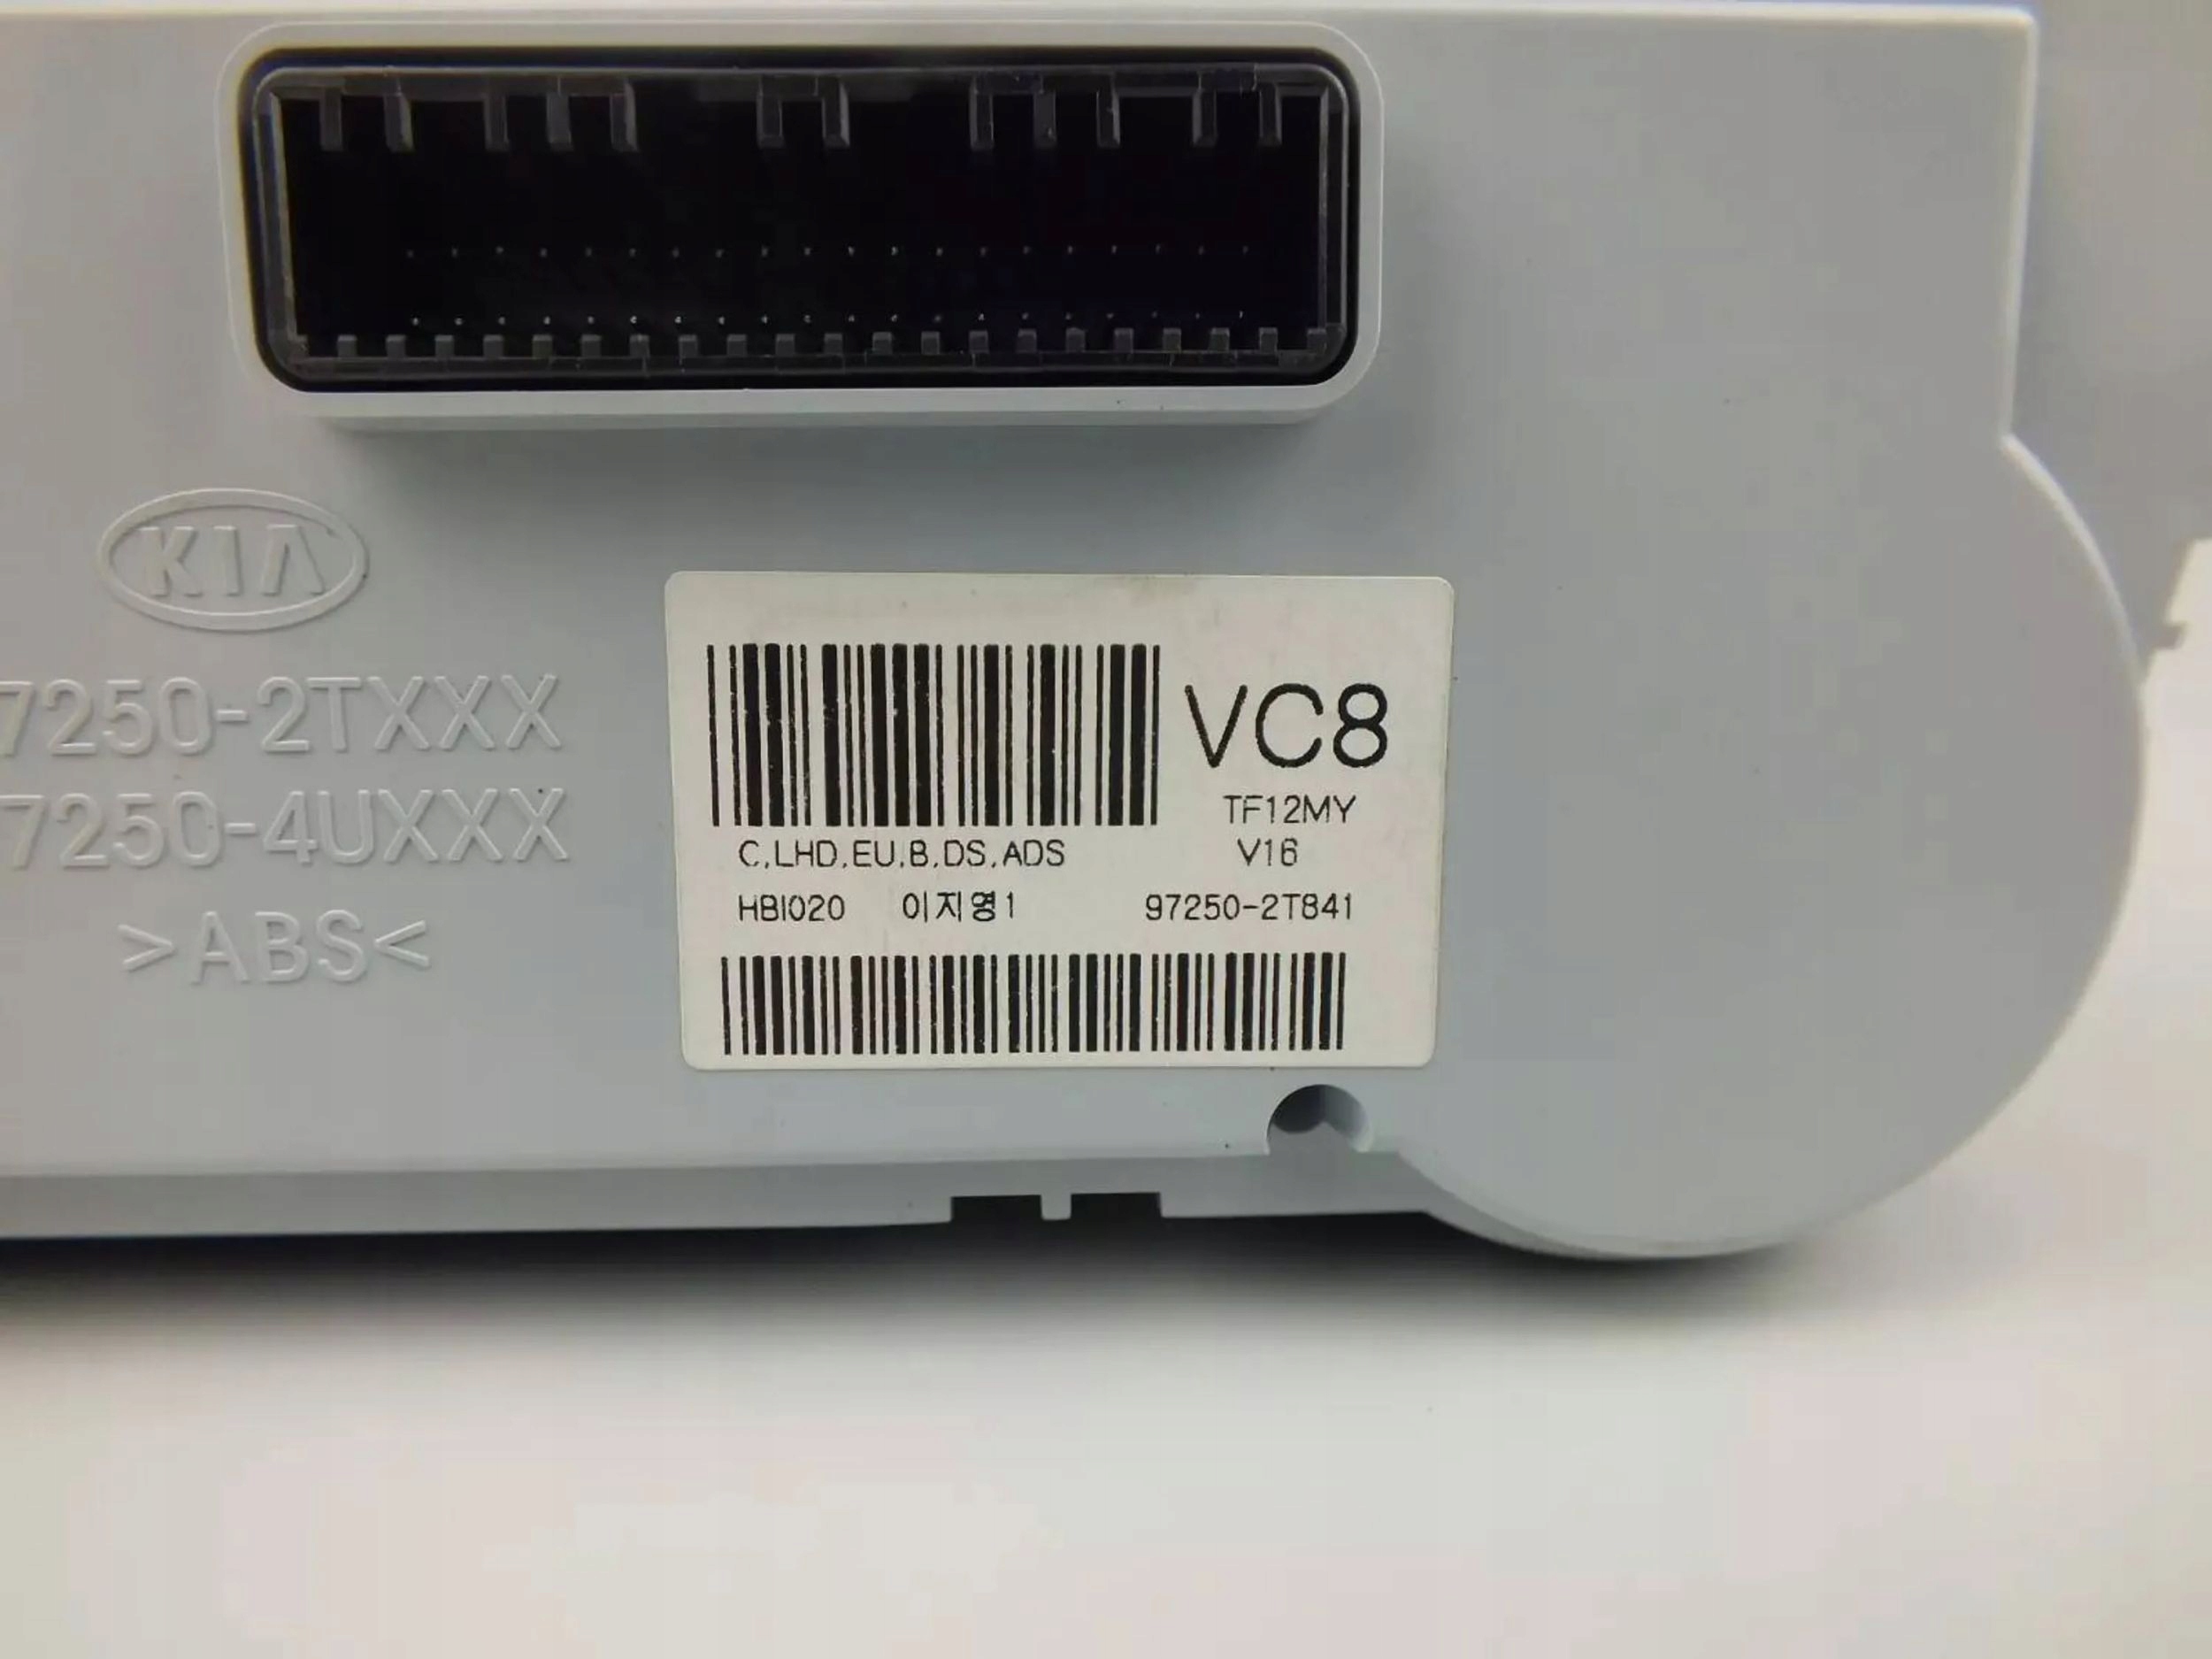 KIA
7250-2TXXX
7250-4UXXX
>ABS<
VC8
TF12MY
C,LHD,EU,B,DS,ADS V16
HBI020 이지영1 97250-2T841